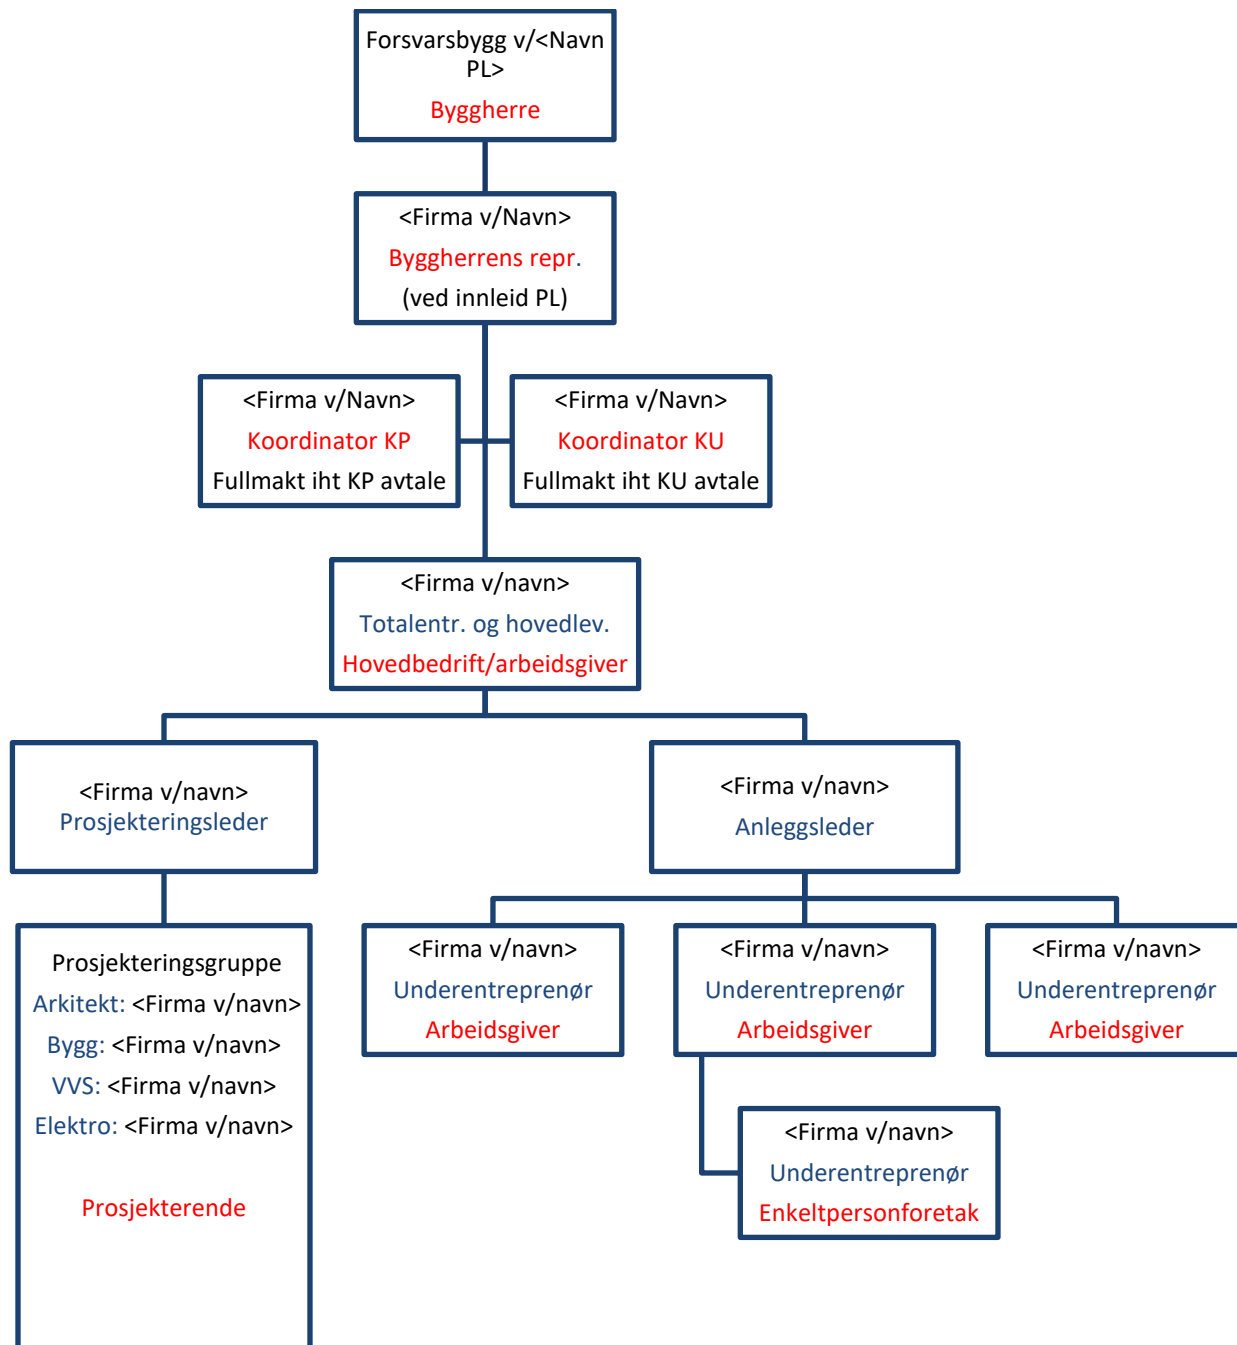 Forsvarsbygg v/<Navn
PL>
Byggherre
<Firma v/Navn>
Byggherrens repr.
(ved innleid PL)
<Firma v/Navn>
Koordinator KP
Fullmakt iht KP avtale
<Firma v/Navn>
Koordinator KU
Fullmakt iht KU avtale
<Firma v/navn>
Totalentr. og hovedlev.
Hovedbedrift/arbeidsgiver
<Firma v/navn>
Prosjekteringsleder
<Firma v/navn>
Anleggsleder
Prosjekteringsgruppe
Arkitekt: <Firma v/navn>
Bygg: <Firma v/navn>
VVS: <Firma v/navn>
Elektro: <Firma v/navn>
Prosjekterende
<Firma v/navn>
Underentreprenør
Arbeidsgiver
<Firma v/navn>
Underentreprenør
Arbeidsgiver
<Firma v/navn>
Underentreprenør
Arbeidsgiver
<Firma v/navn>
Underentreprenør
Enkeltpersonforetak